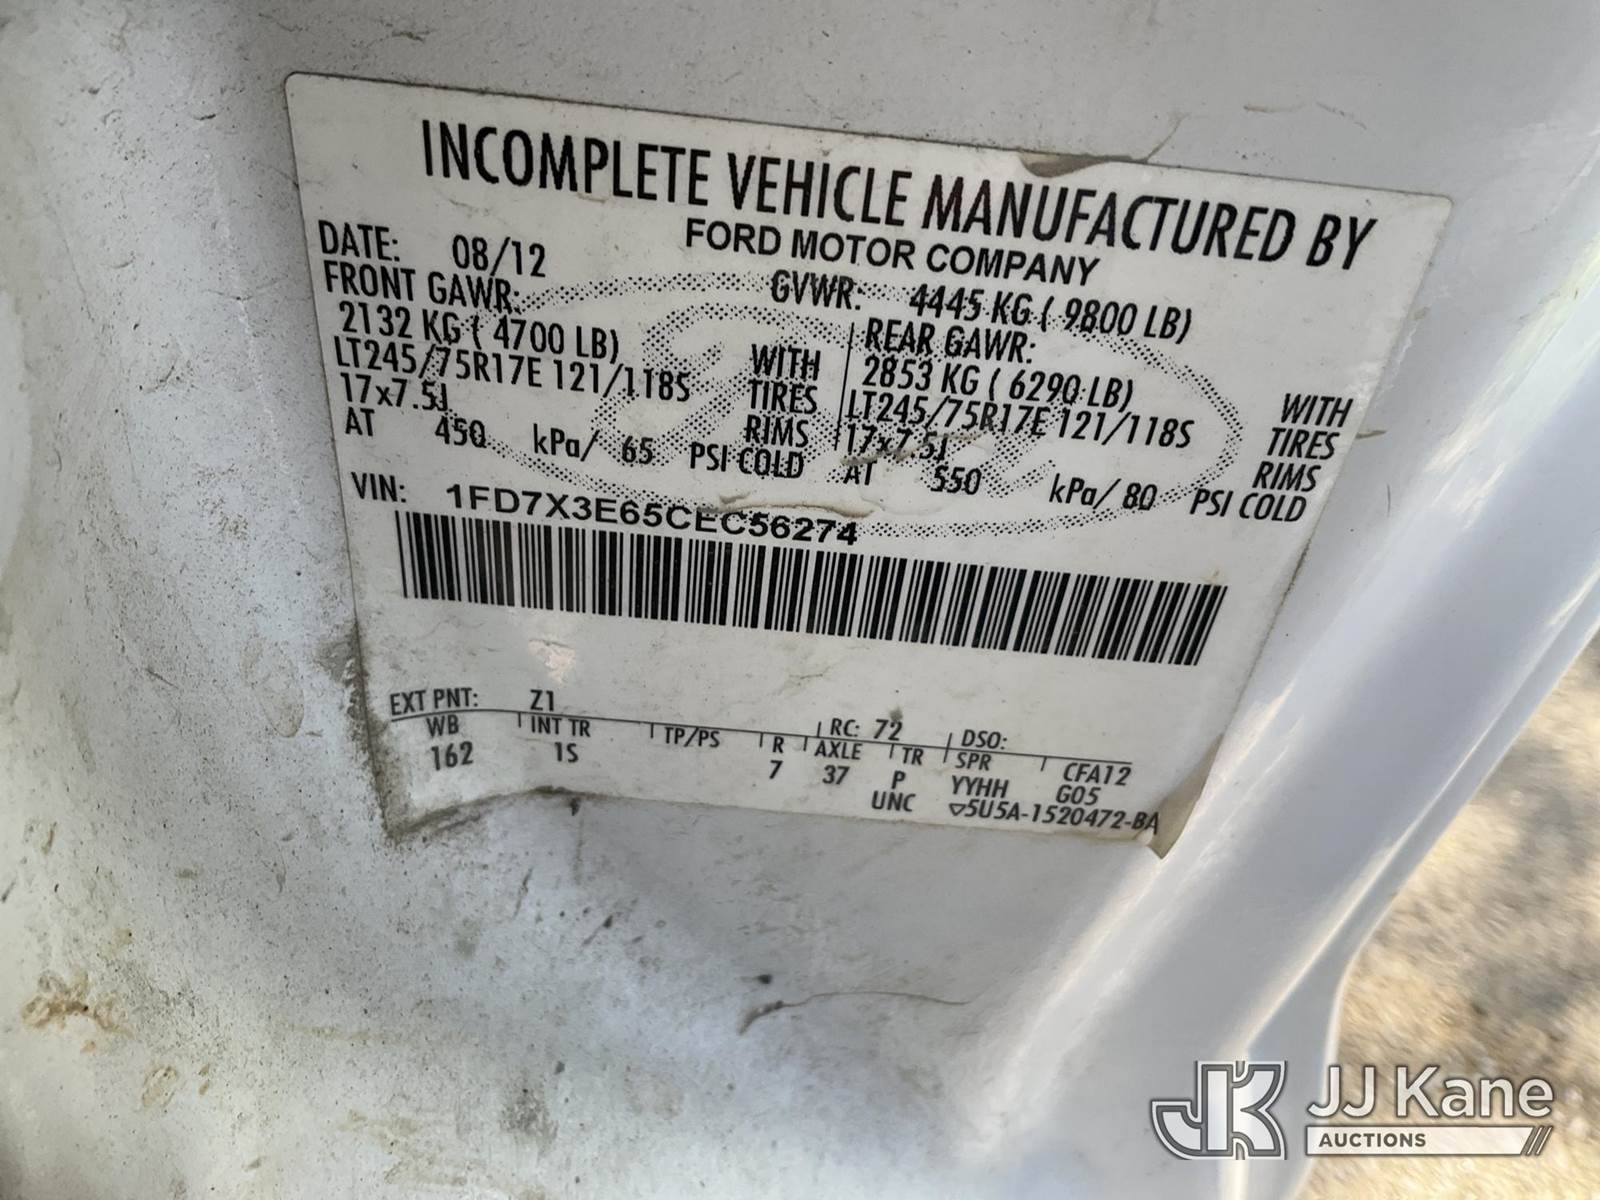 INCOMPLETE VEHICLE MANUFACTURED BY
FORD MOTOR COMPANY
DATE: 08/12 GVWR: 4445 KG ( 9800 LB)
FRONT GAWR: REAR GAWR:
2132 KG ( 4700 LB) WITH 2853 KG ( 6290 LB) WITH
LT245/75R17E 121/118S TIRES LT245/75R17E 121/118S TIRES
17x7.5J RIMS 17x7.5J RIMS
AT 450 kPa/ 65 PSI COLD AT 550 kPa/ 80 PSI COLD
VIN: 1FD7X3E65CEC56274
EXT PNT: Z1 RC: 72 DSO:
WB INT TR TP/PS R AXLE TR SPR CFA12
162 1S 7 37 P YYHH G05
UNC ▽5U5A-1520472-BA
JK JJ Kane
AUCTIONS